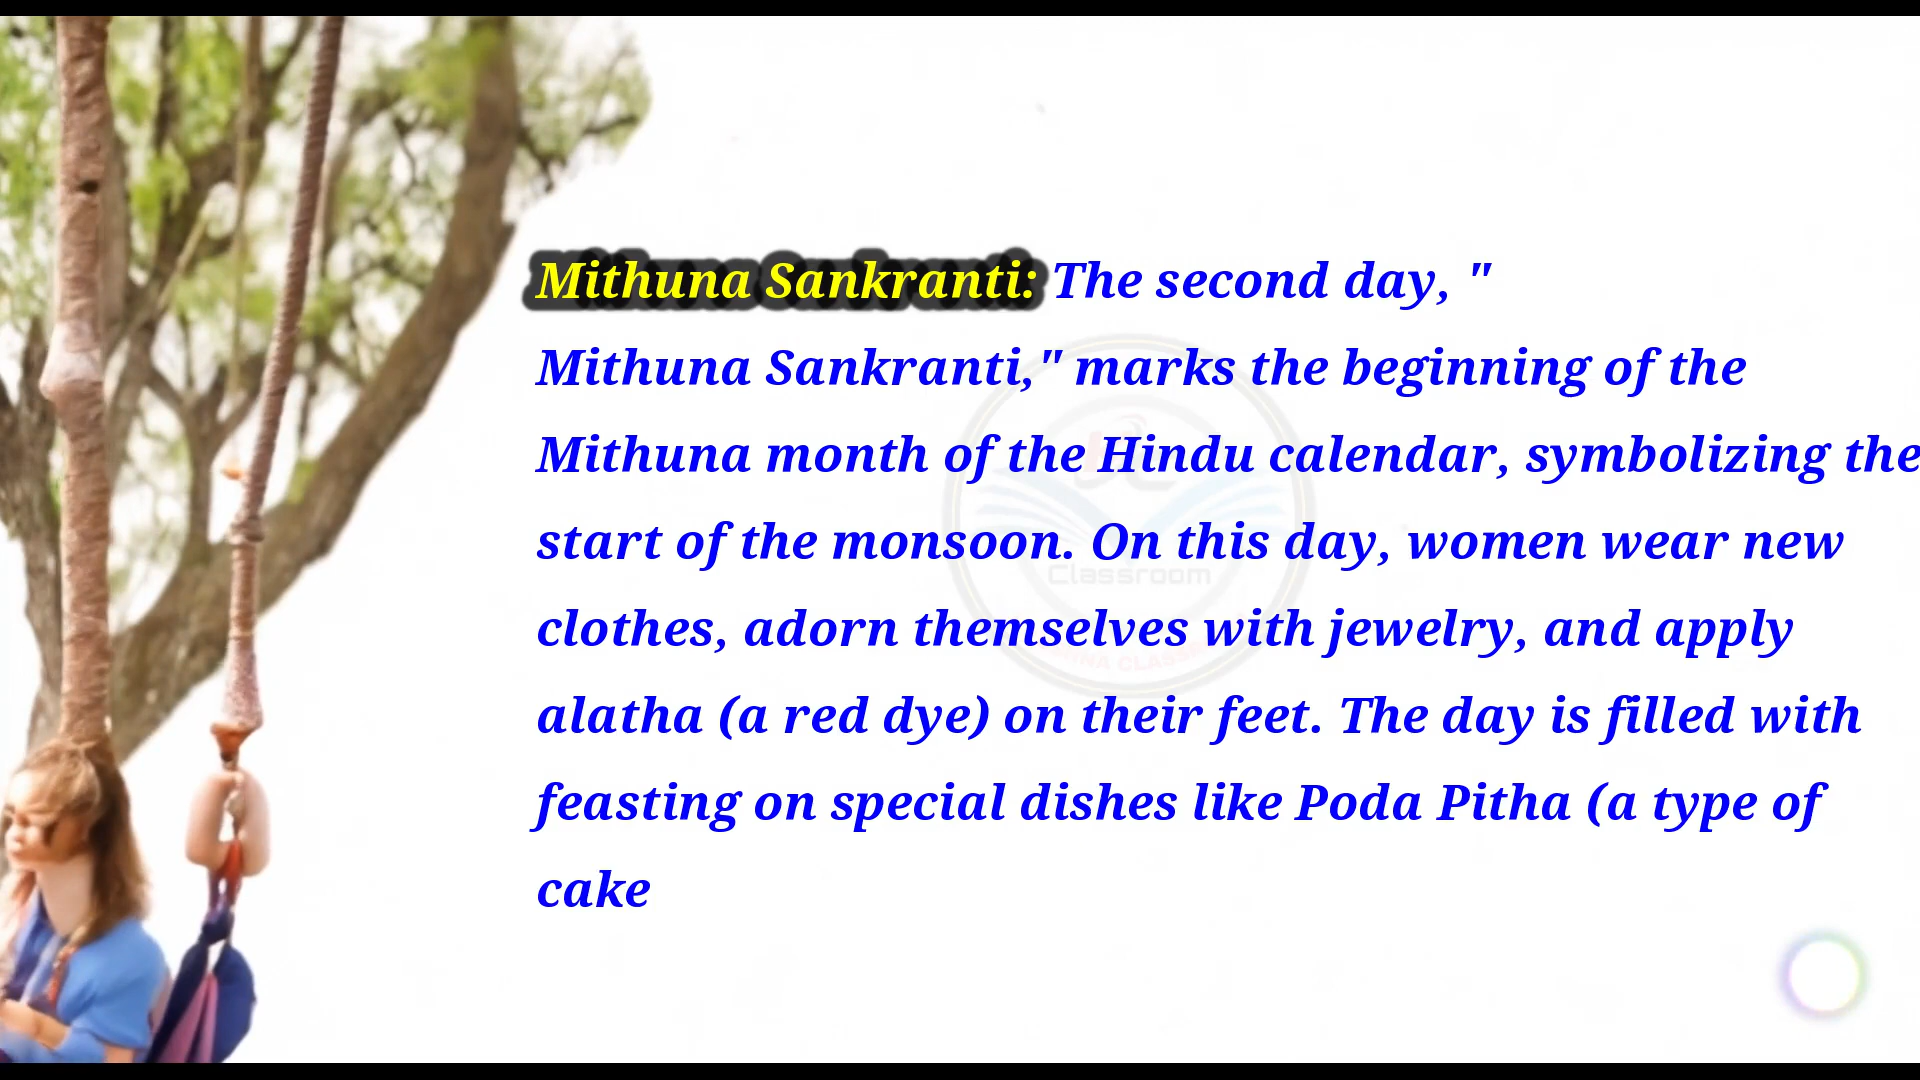 Mithuna Sankranti: The second day, "
Mithuna Sankranti," marks the beginning of the
Mithuna month of the Hindu calendar, symbolizing the
start of the monsoon. On this day, women wear new
clothes, adorn themselves with jewelry, and apply
alatha (a red dye) on their feet. The day is filled with
feasting on special dishes like Poda Pitha (a type of
cake
Classroom